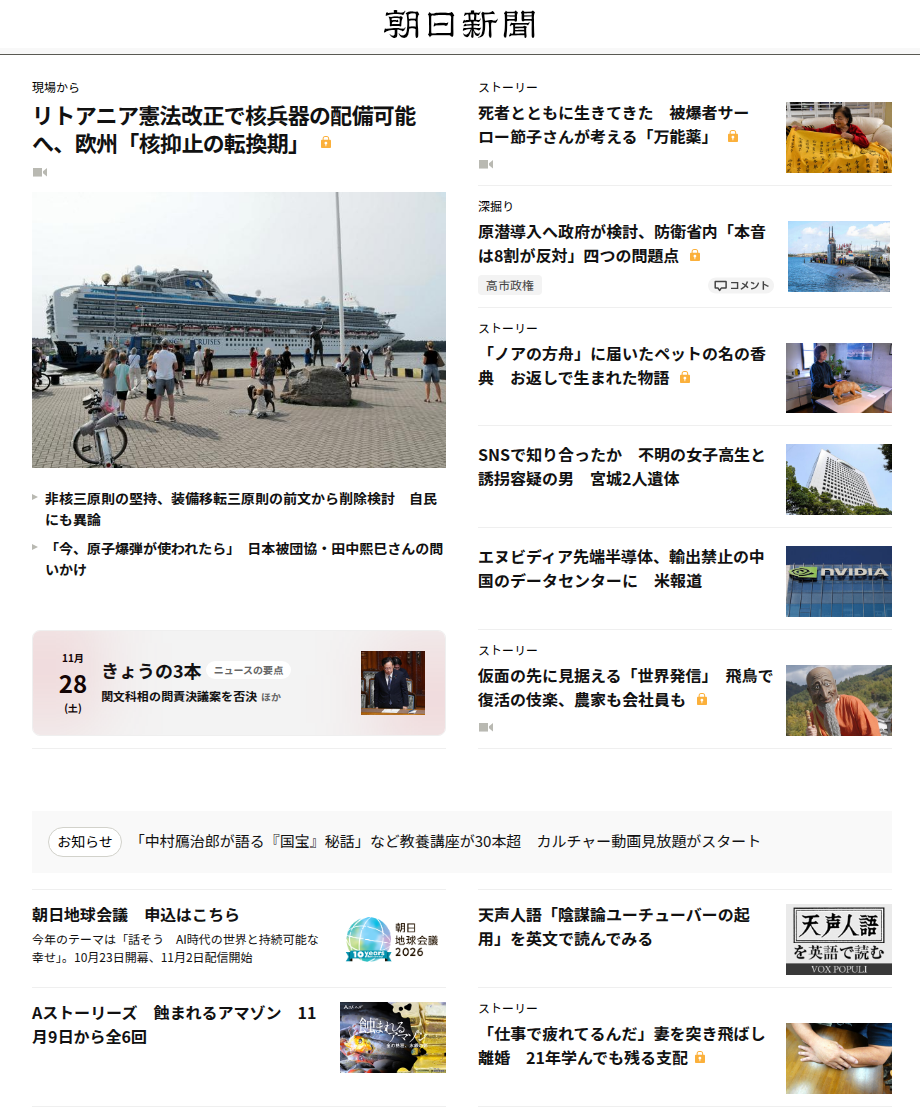 朝日新聞
現場から
リトアニア憲法改正で核兵器の配備可能
へ、欧州「核抑止の転換期」
非核三原則の堅持、装備移転三原則の前文から削除検討　自民
にも異論
「今、原子爆弾が使われたら」　日本被団協・田中熙巳さんの問
いかけ
11月
28
(土)
きょうの3本
ニュースの要点
関文科相の問責決議案を否決 ほか
ストーリー
死者とともに生きてきた　被爆者サー
ロー節子さんが考える「万能薬」
深掘り
原潜導入へ政府が検討、防衛省内「本音
は8割が反対」四つの問題点
高市政権
コメント
ストーリー
「ノアの方舟」に届いたペットの名の香
典　お返しで生まれた物語
SNSで知り合ったか　不明の女子高生と
誘拐容疑の男　宮城2人遺体
エヌビディア先端半導体、輸出禁止の中
国のデータセンターに　米報道
NVIDIA
ストーリー
仮面の先に見据える「世界発信」　飛鳥で
復活の伎楽、農家も会社員も
お知らせ
「中村鴈治郎が語る『国宝』秘話」など教養講座が30本超　カルチャー動画見放題がスタート
朝日地球会議　申込はこちら
今年のテーマは「話そう　AI時代の世界と持続可能な
幸せ」。10月23日開幕、11月2日配信開始
朝日
地球会議
2026
10 years
天声人語「陰謀論ユーチューバーの起
用」を英文で読んでみる
天声人語
を英語で読む
VOX POPULI
Aストーリーズ　蝕まれるアマゾン　11
月9日から全6回
蝕まれる
アマゾン
ストーリー
「仕事で疲れてるんだ」妻を突き飛ばし
離婚　21年学んでも残る支配